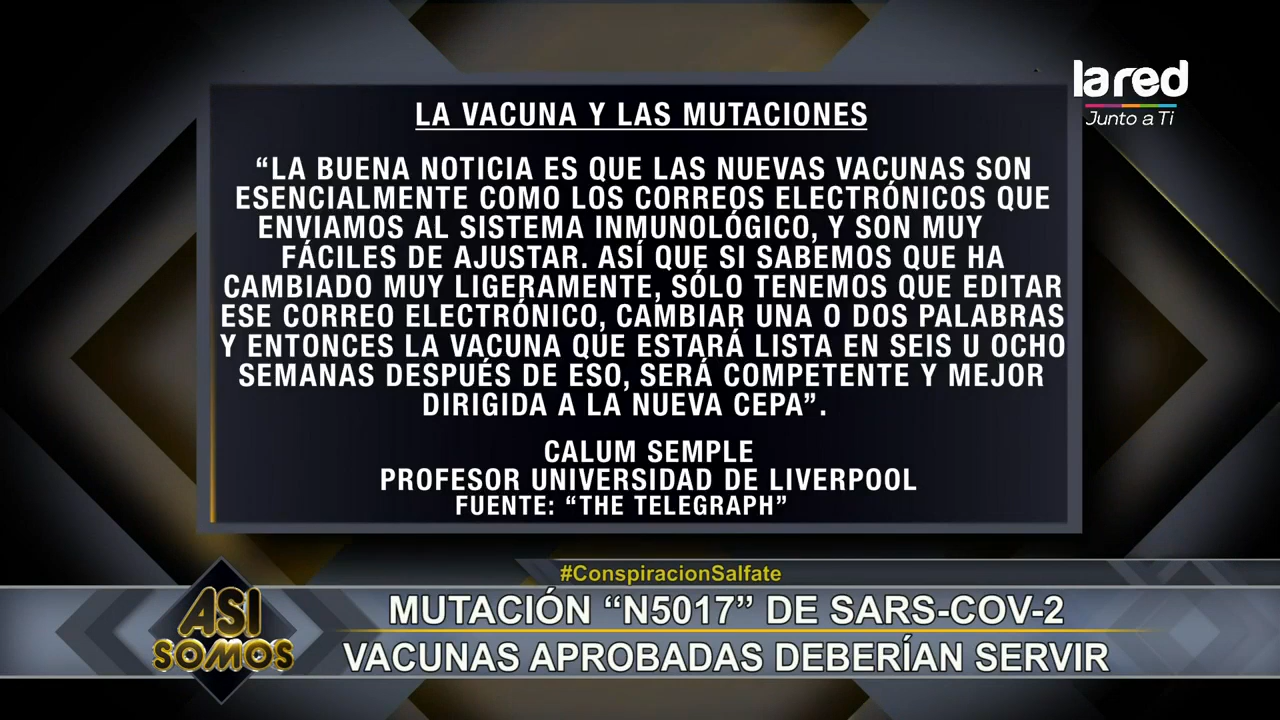 la red
Junto a Ti
LA VACUNA Y LAS MUTACIONES
“LA BUENA NOTICIA ES QUE LAS NUEVAS VACUNAS SON
ESENCIALMENTE COMO LOS CORREOS ELECTRÓNICOS QUE
ENVIAMOS AL SISTEMA INMUNOLÓGICO, Y SON MUY
FÁCILES DE AJUSTAR. ASÍ QUE SI SABEMOS QUE HA
CAMBIADO MUY LIGERAMENTE, SÓLO TENEMOS QUE EDITAR
ESE CORREO ELECTRÓNICO, CAMBIAR UNA O DOS PALABRAS
Y ENTONCES LA VACUNA QUE ESTARÁ LISTA EN SEIS U OCHO
SEMANAS DESPUÉS DE ESO, SERÁ COMPETENTE Y MEJOR
DIRIGIDA A LA NUEVA CEPA”.
CALUM SEMPLE
PROFESOR UNIVERSIDAD DE LIVERPOOL
FUENTE: “THE TELEGRAPH”
#ConspiracionSalfate
ASI
SOMOS
MUTACIÓN “N5017” DE SARS-COV-2
VACUNAS APROBADAS DEBERÍAN SERVIR